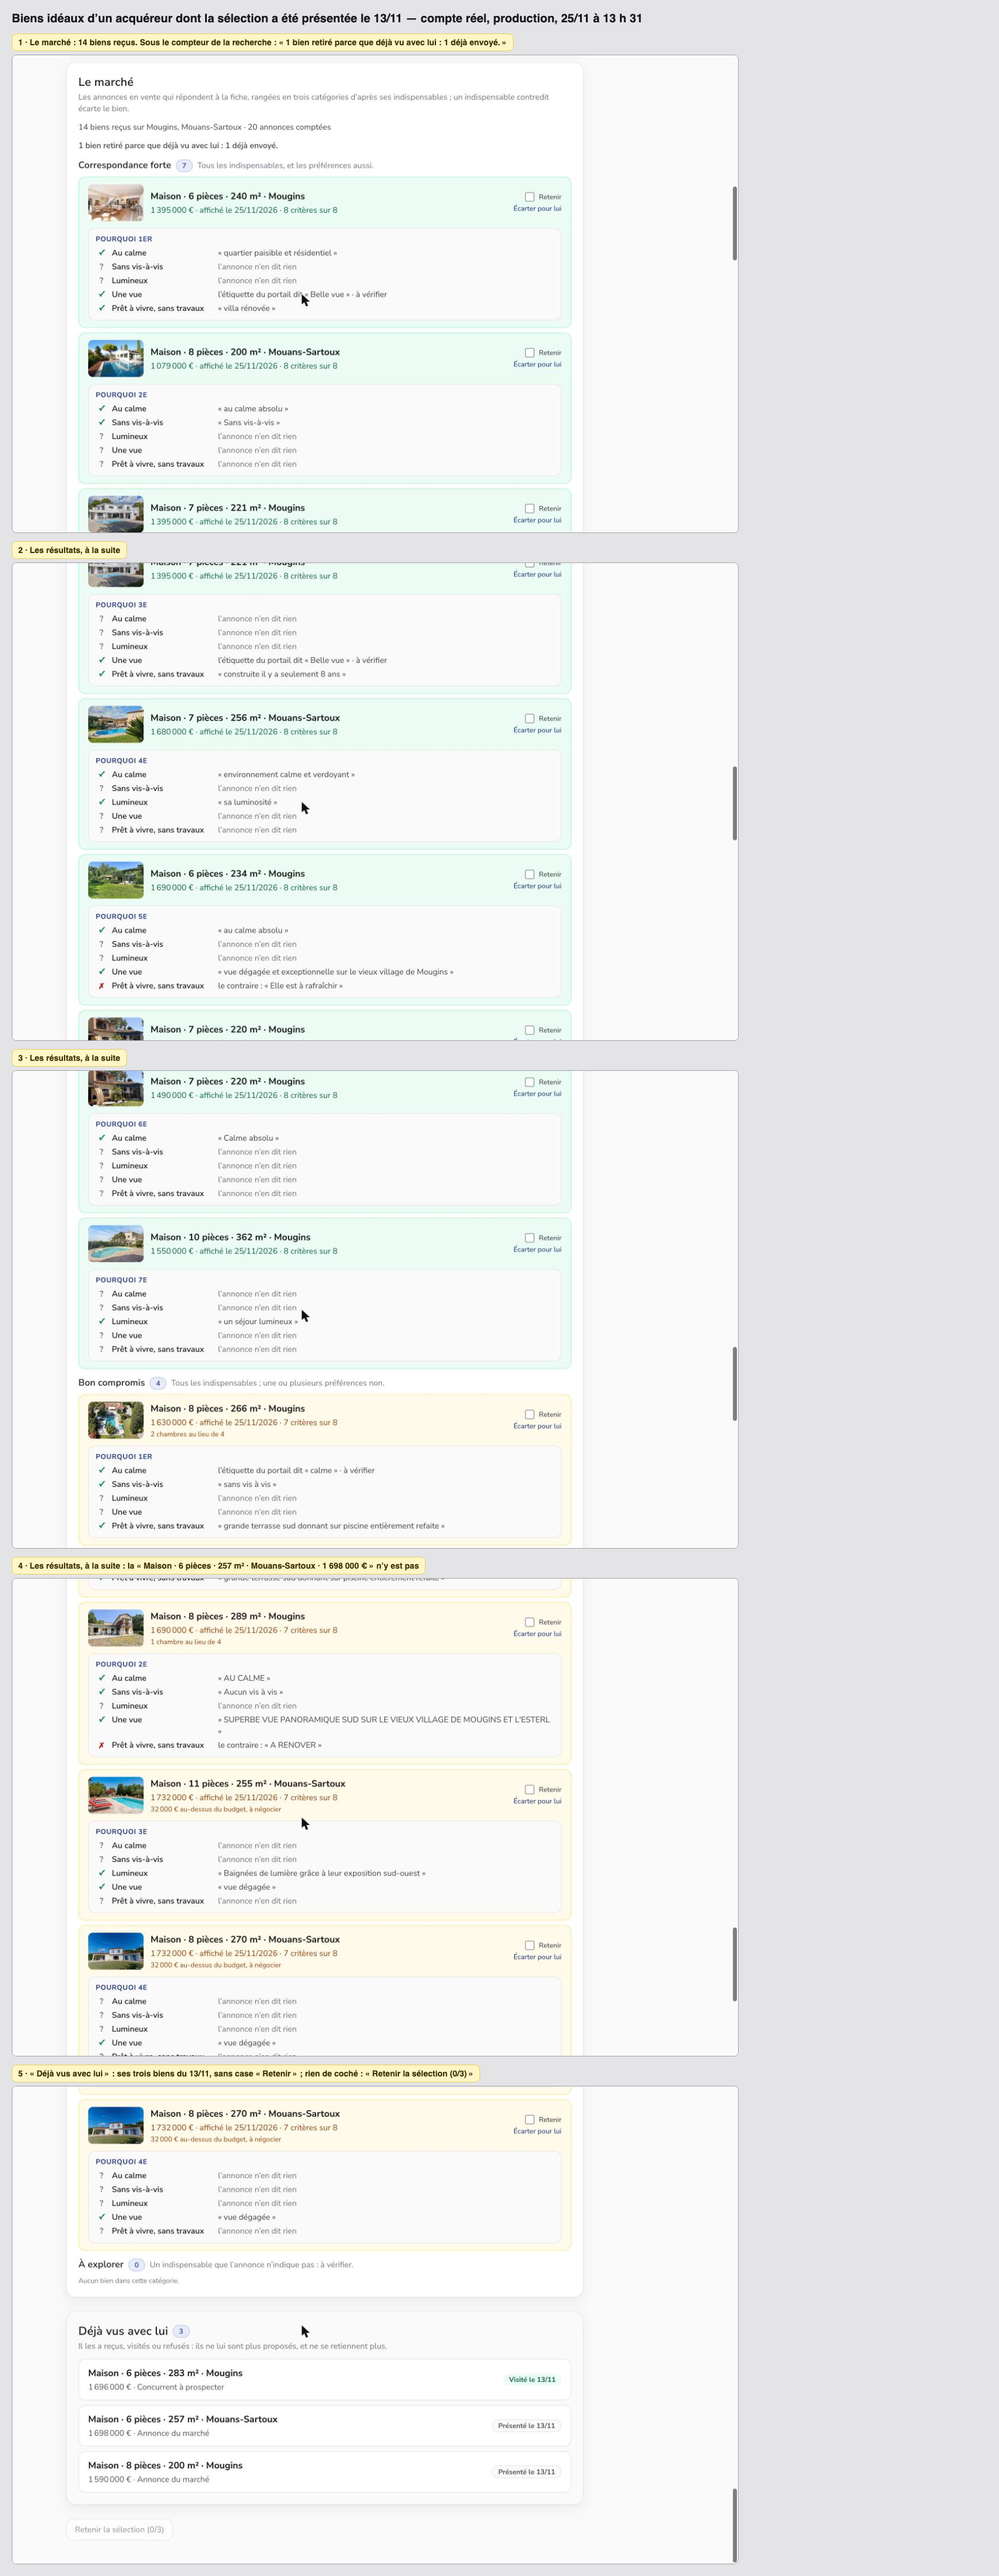 Biens idéaux d’un acquéreur dont la sélection a été présentée le 13/11 — compte réel, production, 25/11 à 13 h 31
1 · Le marché : 14 biens reçus. Sous le compteur de la recherche : « 1 bien retiré parce que déjà vu avec lui : 1 déjà envoyé. »
Le marché
Les annonces en vente qui répondent à la fiche, rangées en trois catégories d’après ses indispensables ; un indispensable contredit
écarte le bien.
14 biens reçus sur Mougins, Mouans-Sartoux · 20 annonces comptées
1 bien retiré parce que déjà vu avec lui : 1 déjà envoyé.
Correspondance forte 7 Tous les indispensables, et les préférences aussi.
Maison · 6 pièces · 240 m² · Mougins Retenir
1 395 000 € · affiché le 25/11/2026 · 8 critères sur 8 Écarter pour lui
POURQUOI 1ER
✓ Au calme « quartier paisible et résidentiel »
? Sans vis-à-vis l’annonce n’en dit rien
? Lumineux l’annonce n’en dit rien
✓ Une vue l’étiquette du portail dit « Belle vue » · à vérifier
✓ Prêt à vivre, sans travaux « villa rénovée »
Maison · 8 pièces · 200 m² · Mouans-Sartoux Retenir
1 079 000 € · affiché le 25/11/2026 · 8 critères sur 8 Écarter pour lui
POURQUOI 2E
✓ Au calme « au calme absolu »
✓ Sans vis-à-vis « Sans vis-à-vis »
? Lumineux l’annonce n’en dit rien
? Une vue l’annonce n’en dit rien
? Prêt à vivre, sans travaux l’annonce n’en dit rien
Maison · 7 pièces · 221 m² · Mougins Retenir
1 395 000 € · affiché le 25/11/2026 · 8 critères sur 8 Écarter pour lui
2 · Les résultats, à la suite
Maison · 7 pièces · 221 m² · Mougins Retenir
1 395 000 € · affiché le 25/11/2026 · 8 critères sur 8 Écarter pour lui
POURQUOI 3E
? Au calme l’annonce n’en dit rien
? Sans vis-à-vis l’annonce n’en dit rien
? Lumineux l’annonce n’en dit rien
✓ Une vue l’étiquette du portail dit « Belle vue » · à vérifier
✓ Prêt à vivre, sans travaux « construite il y a seulement 8 ans »
Maison · 7 pièces · 256 m² · Mouans-Sartoux Retenir
1 680 000 € · affiché le 25/11/2026 · 8 critères sur 8 Écarter pour lui
POURQUOI 4E
✓ Au calme « environnement calme et verdoyant »
? Sans vis-à-vis l’annonce n’en dit rien
✓ Lumineux « sa luminosité »
? Une vue l’annonce n’en dit rien
? Prêt à vivre, sans travaux l’annonce n’en dit rien
Maison · 6 pièces · 234 m² · Mougins Retenir
1 690 000 € · affiché le 25/11/2026 · 8 critères sur 8 Écarter pour lui
POURQUOI 5E
✓ Au calme « au calme absolu »
? Sans vis-à-vis l’annonce n’en dit rien
? Lumineux l’annonce n’en dit rien
✓ Une vue « vue dégagée et exceptionnelle sur le vieux village de Mougins »
✗ Prêt à vivre, sans travaux le contraire : « Elle est à rafraîchir »
Maison · 7 pièces · 220 m² · Mougins Retenir
3 · Les résultats, à la suite
Maison · 7 pièces · 220 m² · Mougins Retenir
1 490 000 € · affiché le 25/11/2026 · 8 critères sur 8 Écarter pour lui
POURQUOI 6E
✓ Au calme « Calme absolu »
? Sans vis-à-vis l’annonce n’en dit rien
? Lumineux l’annonce n’en dit rien
? Une vue l’annonce n’en dit rien
? Prêt à vivre, sans travaux l’annonce n’en dit rien
Maison · 10 pièces · 362 m² · Mougins Retenir
1 550 000 € · affiché le 25/11/2026 · 8 critères sur 8 Écarter pour lui
POURQUOI 7E
? Au calme l’annonce n’en dit rien
? Sans vis-à-vis l’annonce n’en dit rien
✓ Lumineux « un séjour lumineux »
? Une vue l’annonce n’en dit rien
? Prêt à vivre, sans travaux l’annonce n’en dit rien
Bon compromis 4 Tous les indispensables ; une ou plusieurs préférences non.
Maison · 8 pièces · 266 m² · Mougins Retenir
1 630 000 € · affiché le 25/11/2026 · 7 critères sur 8 Écarter pour lui
2 chambres au lieu de 4
POURQUOI 1ER
✓ Au calme l’étiquette du portail dit « calme » · à vérifier
✓ Sans vis-à-vis « sans vis à vis »
? Lumineux l’annonce n’en dit rien
? Une vue l’annonce n’en dit rien
✓ Prêt à vivre, sans travaux « grande terrasse sud donnant sur piscine entièrement refaite »
4 · Les résultats, à la suite : la « Maison · 6 pièces · 257 m² · Mouans-Sartoux · 1 698 000 € » n’y est pas
Prêt à vivre, sans travaux « grande terrasse sud donnant sur piscine entièrement refaite »
Maison · 8 pièces · 289 m² · Mougins Retenir
1 690 000 € · affiché le 25/11/2026 · 7 critères sur 8 Écarter pour lui
1 chambre au lieu de 4
POURQUOI 2E
✓ Au calme « AU CALME »
✓ Sans vis-à-vis « Aucun vis à vis »
? Lumineux l’annonce n’en dit rien
✓ Une vue « SUPERBE VUE PANORAMIQUE SUD SUR LE VIEUX VILLAGE DE MOUGINS ET L'ESTERL
»
✗ Prêt à vivre, sans travaux le contraire : « A RENOVER »
Maison · 11 pièces · 255 m² · Mouans-Sartoux Retenir
1 732 000 € · affiché le 25/11/2026 · 7 critères sur 8 Écarter pour lui
32 000 € au-dessus du budget, à négocier
POURQUOI 3E
? Au calme l’annonce n’en dit rien
? Sans vis-à-vis l’annonce n’en dit rien
✓ Lumineux « Baignées de lumière grâce à leur exposition sud-ouest »
✓ Une vue « vue dégagée »
? Prêt à vivre, sans travaux l’annonce n’en dit rien
Maison · 8 pièces · 270 m² · Mouans-Sartoux Retenir
1 732 000 € · affiché le 25/11/2026 · 7 critères sur 8 Écarter pour lui
32 000 € au-dessus du budget, à négocier
POURQUOI 4E
? Au calme l’annonce n’en dit rien
? Sans vis-à-vis l’annonce n’en dit rien
? Lumineux l’annonce n’en dit rien
✓ Une vue « vue dégagée »
? Prêt à vivre, sans travaux l’annonce n’en dit rien
5 · « Déjà vus avec lui » : ses trois biens du 13/11, sans case « Retenir » ; rien de coché : « Retenir la sélection (0/3) »
Maison · 8 pièces · 270 m² · Mouans-Sartoux Retenir
1 732 000 € · affiché le 25/11/2026 · 7 critères sur 8 Écarter pour lui
32 000 € au-dessus du budget, à négocier
POURQUOI 4E
? Au calme l’annonce n’en dit rien
? Sans vis-à-vis l’annonce n’en dit rien
? Lumineux l’annonce n’en dit rien
✓ Une vue « vue dégagée »
? Prêt à vivre, sans travaux l’annonce n’en dit rien
À explorer 0 Un indispensable que l’annonce n’indique pas : à vérifier.
Aucun bien dans cette catégorie.
Déjà vus avec lui 3
Il les a reçus, visités ou refusés : ils ne lui sont plus proposés, et ne se retiennent plus.
Maison · 6 pièces · 283 m² · Mougins Visité le 13/11
1 696 000 € · Concurrent à prospecter
Maison · 6 pièces · 257 m² · Mouans-Sartoux Présenté le 13/11
1 698 000 € · Annonce du marché
Maison · 8 pièces · 200 m² · Mougins Présenté le 13/11
1 590 000 € · Annonce du marché
Retenir la sélection (0/3)